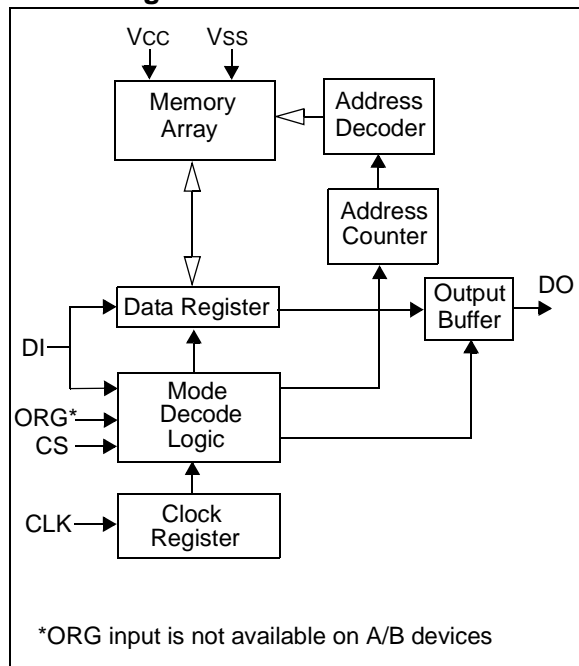 VCC
VSS
Memory
Array
Address
Decoder
Address
Counter
Data Register
Output
Buffer
DO
DI
Mode
Decode
Logic
ORG*
CS
CLK
Clock
Register
*ORG input is not available on A/B devices